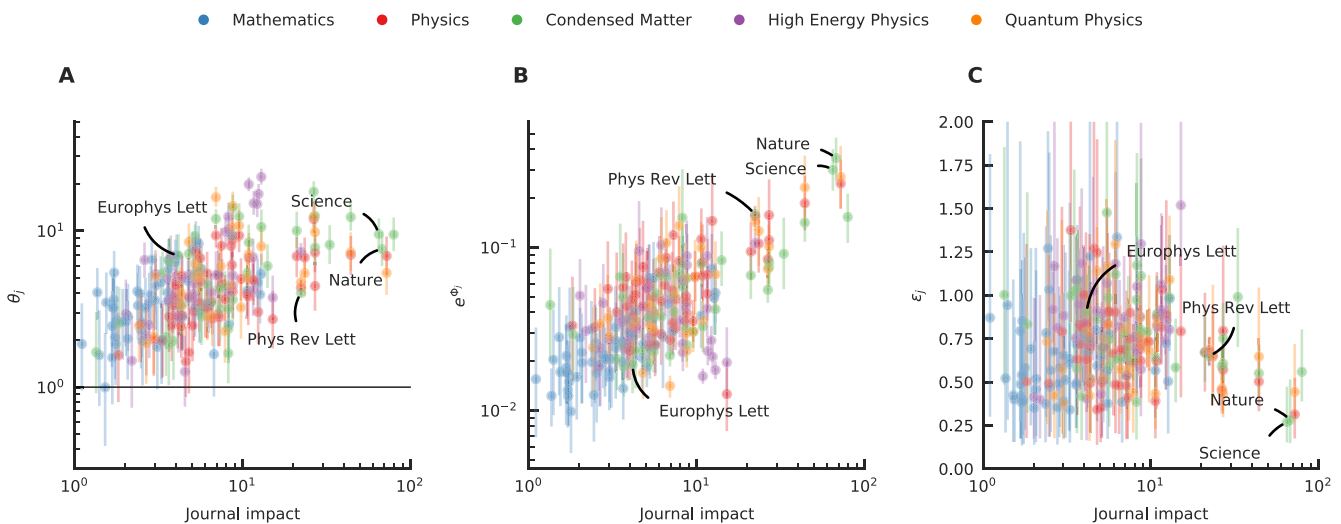 Mathematics Physics Condensed Matter High Energy Physics Quantum Physics
A
B
C
θj
10¹
10⁰
Europhys Lett
Science
Nature
Phys Rev Lett
10⁰ 10¹ 10²
Journal impact
e^Φj
10⁻¹
10⁻²
Nature
Science
Phys Rev Lett
Europhys Lett
10⁰ 10¹ 10²
Journal impact
εj
2.00
1.75
1.50
1.25
1.00
0.75
0.50
0.25
0.00
Europhys Lett
Phys Rev Lett
Nature
Science
10⁰ 10¹ 10²
Journal impact